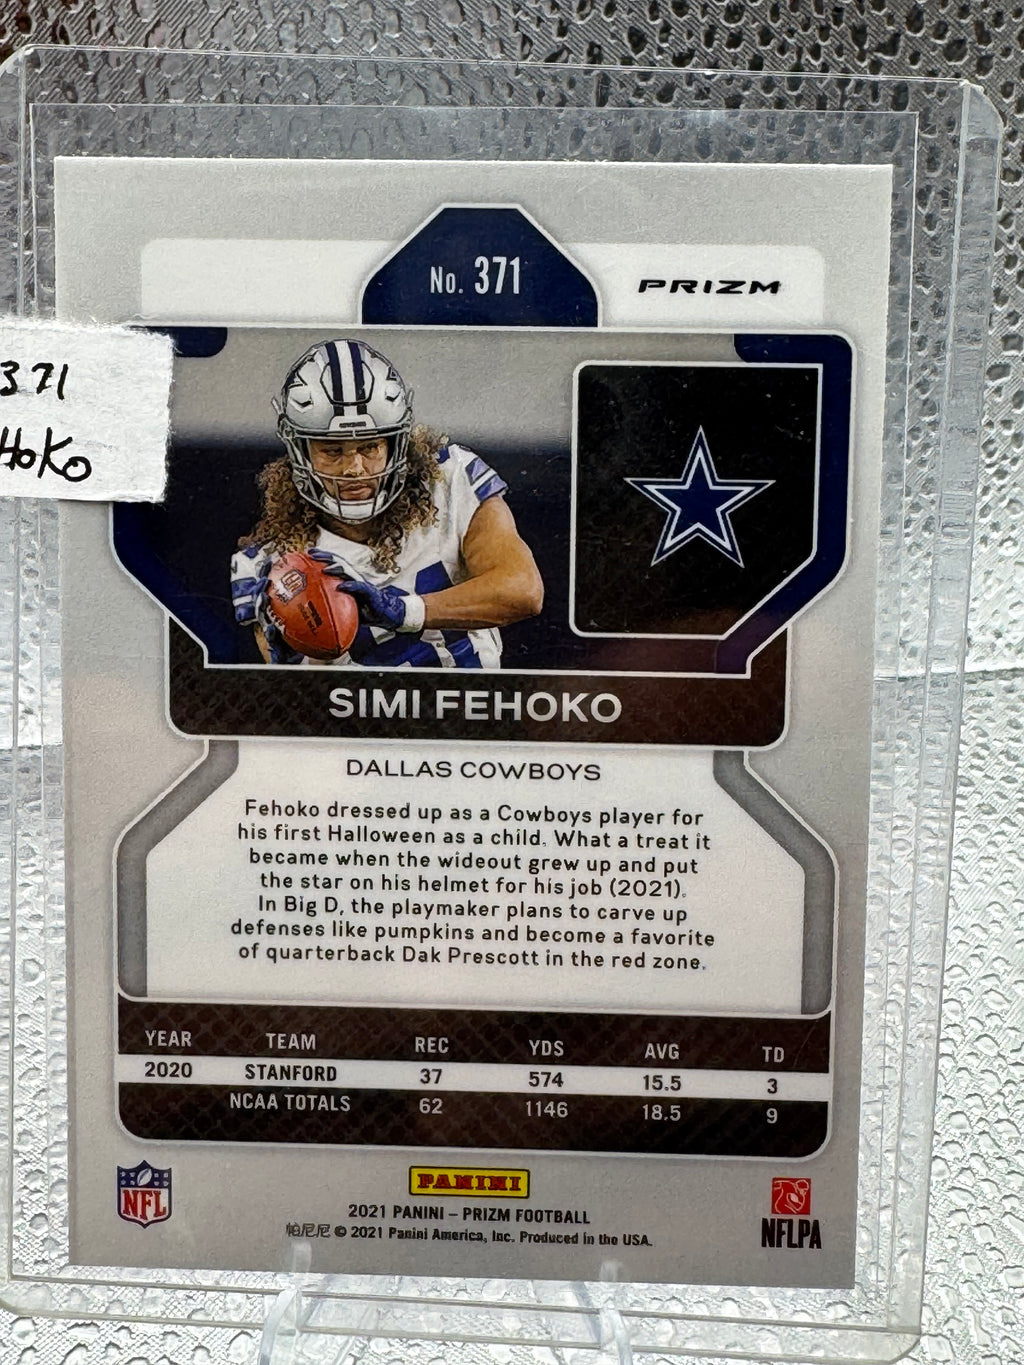 No. 371
PRIZM
371
HOKO
SIMI FEHOKO
DALLAS COWBOYS
Fehoko dressed up as a Cowboys player for
his first Halloween as a child. What a treat it
became when the wideout grew up and put
the star on his helmet for his job (2021).
In Big D, the playmaker plans to carve up
defenses like pumpkins and become a favorite
of quarterback Dak Prescott in the red zone.
YEAR TEAM REC YDS AVG TD
2020 STANFORD 37 574 15.5 3
NCAA TOTALS 62 1146 18.5 9
NFL
PANINI
2021 PANINI – PRIZM FOOTBALL
帕尼尼 © 2021 Panini America, Inc. Produced in the USA.
NFLPA